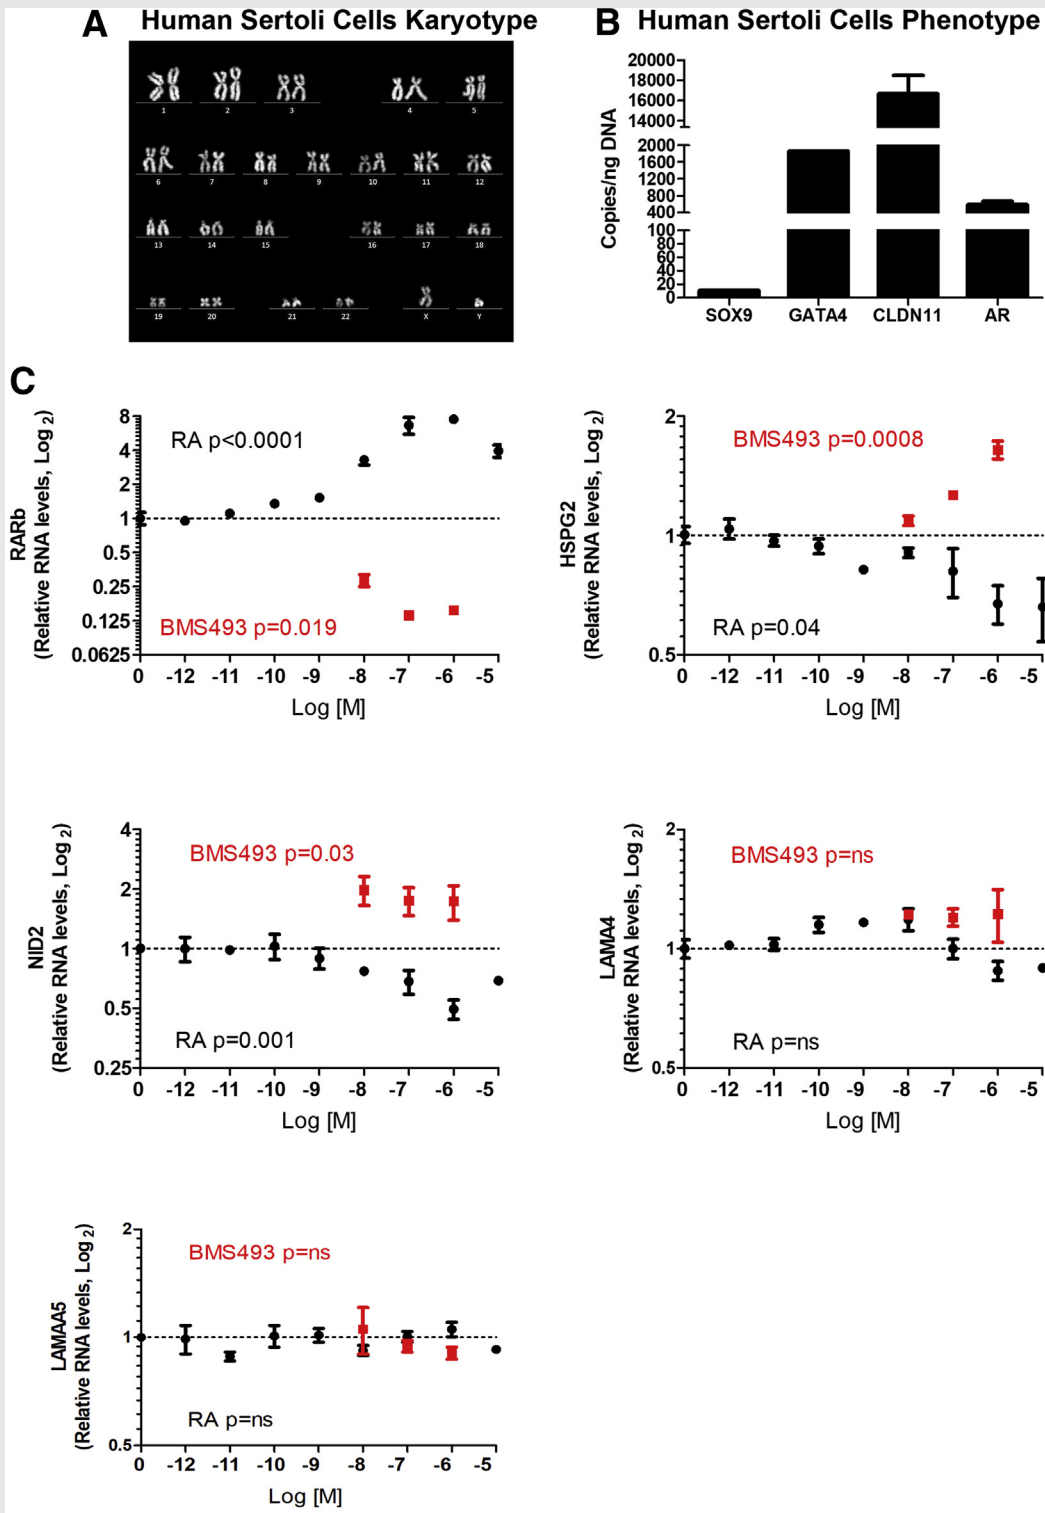 A Human Sertoli Cells Karyotype
1 2 3 4 5
6 7 8 9 10 11 12
13 14 15 16 17 18
19 20 21 22 X Y
B Human Sertoli Cells Phenotype
Copies/ng DNA
20000
18000
16000
14000
2000
1600
1200
800
400
100
80
60
40
20
0
SOX9 GATA4 CLDN11 AR
C
RARb
(Relative RNA levels, Log 2)
8
4
2
1
0.5
0.25
0.125
0.0625
RA p<0.0001
BMS493 p=0.019
0 -12 -11 -10 -9 -8 -7 -6 -5
Log [M]
HSPG2
(Relative RNA levels, Log 2)
2
1
0.5
BMS493 p=0.0008
RA p=0.04
0 -12 -11 -10 -9 -8 -7 -6 -5
Log [M]
NID2
(Relative RNA levels, Log 2)
4
2
1
0.5
0.25
BMS493 p=0.03
RA p=0.001
0 -12 -11 -10 -9 -8 -7 -6 -5
Log [M]
LAMA4
(Relative RNA levels, Log 2)
2
1
0.5
BMS493 p=ns
RA p=ns
0 -12 -11 -10 -9 -8 -7 -6 -5
Log [M]
LAMAA5
(Relative RNA levels, Log 2)
2
1
0.5
BMS493 p=ns
RA p=ns
0 -12 -11 -10 -9 -8 -7 -6 -5
Log [M]